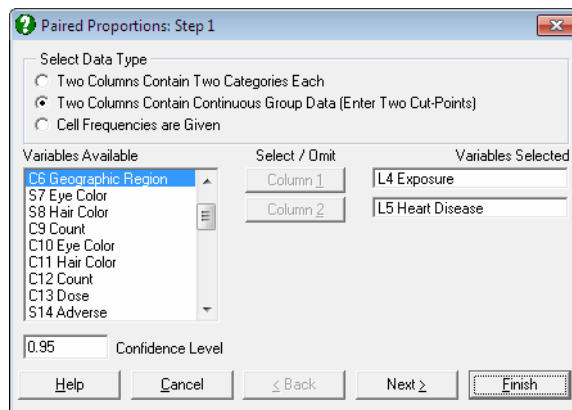 Paired Proportions: Step 1
Select Data Type
Two Columns Contain Two Categories Each
Two Columns Contain Continuous Group Data (Enter Two Cut-Points)
Cell Frequencies are Given
Variables Available
Select / Omit
Variables Selected
C6 Geographic Region
S7 Eye Color
S8 Hair Color
C9 Count
C10 Eye Color
C11 Hair Color
C12 Count
C13 Dose
S14 Adverse
Column 1
Column 2
L4 Exposure
L5 Heart Disease
0.95 Confidence Level
Help
Cancel
< Back
Next >
Finish